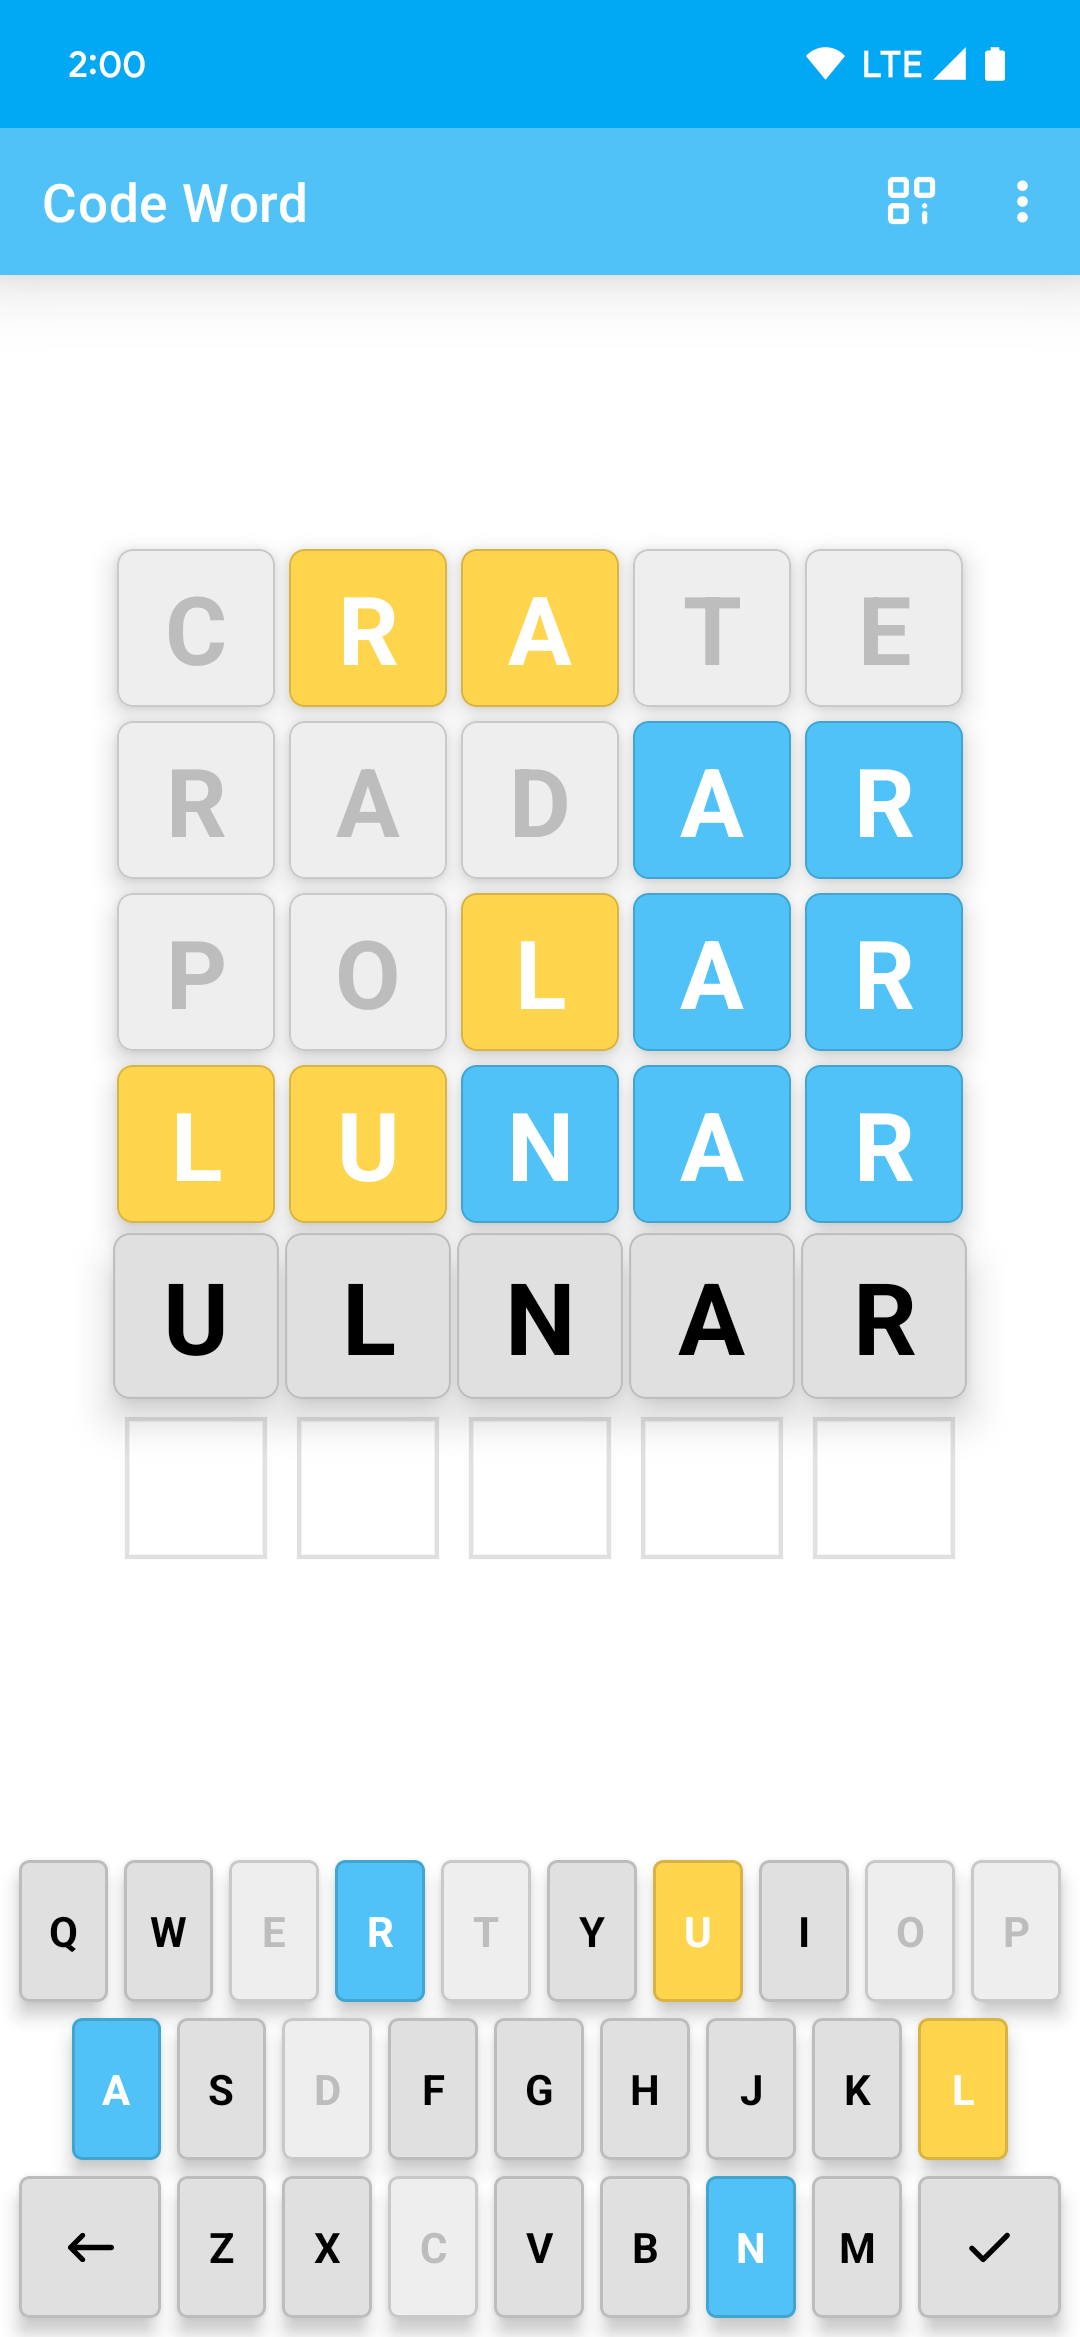 2:00 LTE
Code Word
C R A T E
R A D A R
P O L A R
L U N A R
U L N A R
Q W E R T Y U I O P
A S D F G H J K L
Z X C V B N M